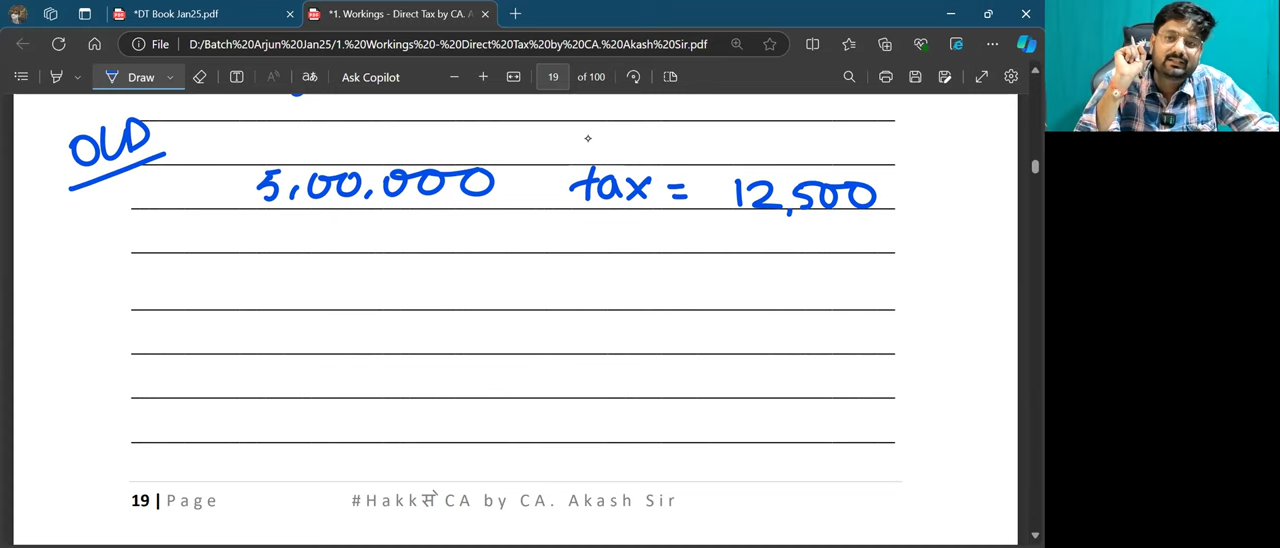 *DT Book Jan25.pdf
*1. Workings - Direct Tax by CA. A
File D:/Batch%20Arjun%20Jan25/1.%20Workings%20-%20Direct%20Tax%20by%20CA.%20Akash%20Sir.pdf
Draw
aあ
Ask Copilot
19 of 100
OLD
5,00,000 tax = 12,500
19 | Page #Hakkसे CA by CA. Akash Sir